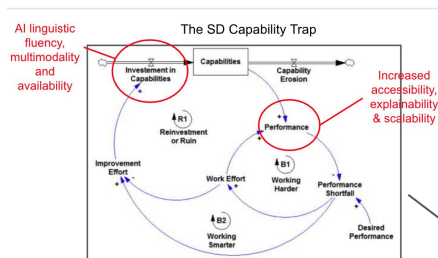 The SD Capability Trap
AI linguistic
fluency,
multimodality
and
availability
Investement in
Capabilities
Capabilities
Capability
Erosion
Increased
accessibility,
explainability
& scalability
+
R1
Reinvestment
or Ruin
+
+
Performance
Improvement
Effort
+
-
Work Effort
+
B1
Working
Harder
-
Performance
Shortfall
+
B2
Working
Smarter
Desired
Performance